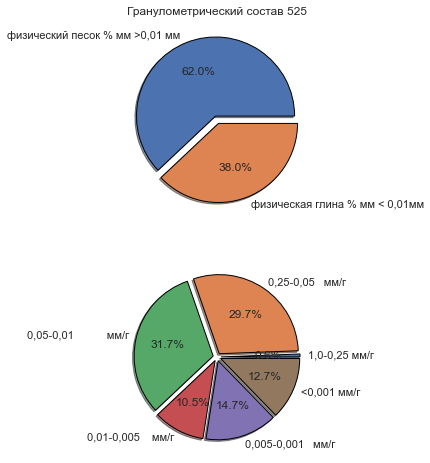 Гранулометрический состав 525
физический песок % мм >0,01 мм
62.0%
38.0%
физическая глина % мм < 0,01мм
0,25-0,05 мм/г
29.7%
0,05-0,01 мм/г
31.7%
1,0-0,25 мм/г
12.7%
<0,001 мм/г
10.5%
14.7%
0,01-0,005 мм/г
0,005-0,001 мм/г